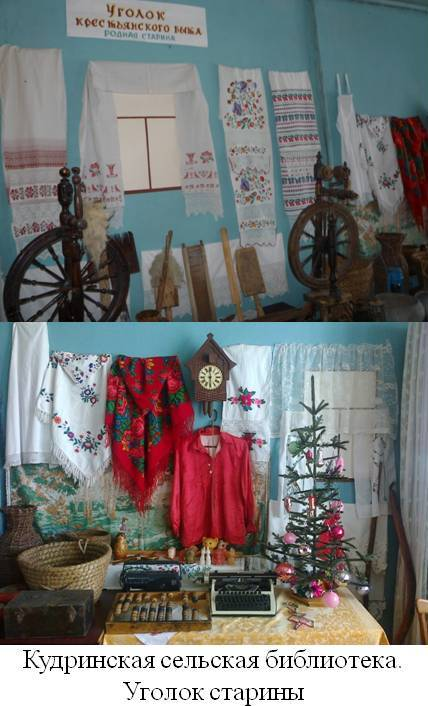 Уголок
крестьянского быта
родная старина
Кудринская сельская библиотека.
Уголок старины